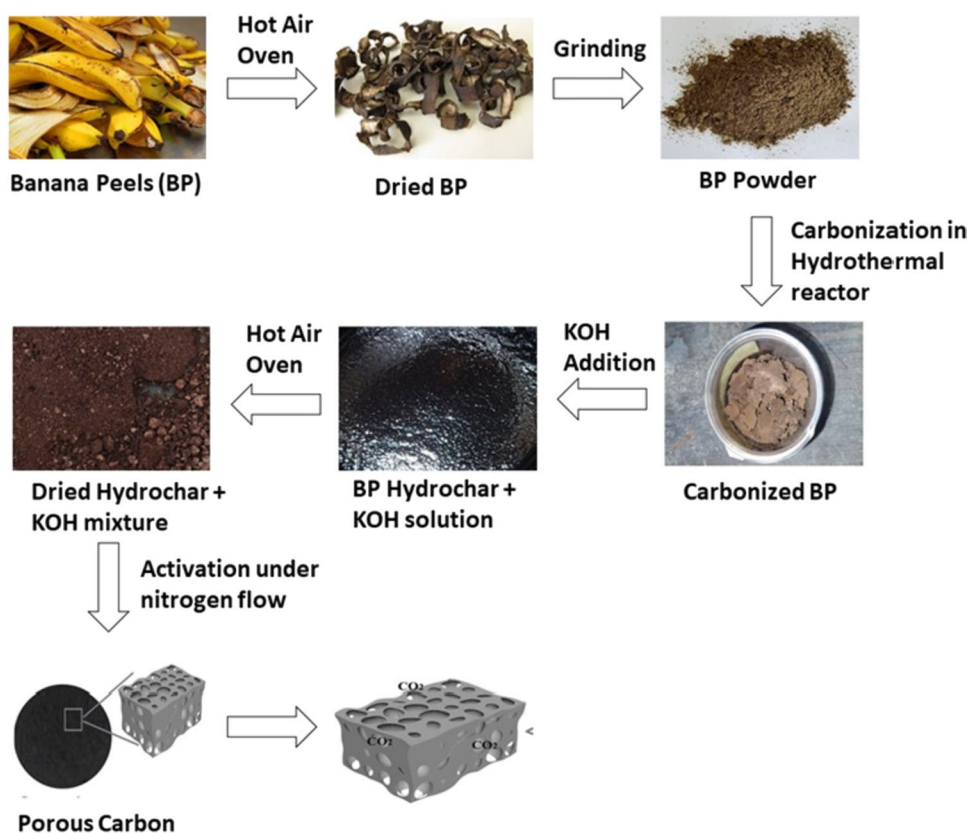 Hot Air
Oven
Grinding
Banana Peels (BP)
Dried BP
BP Powder
Carbonization in
Hydrothermal
reactor
KOH
Addition
Hot Air
Oven
Carbonized BP
BP Hydrochar +
KOH solution
Dried Hydrochar +
KOH mixture
Activation under
nitrogen flow
CO₂
CO₂
CO₂
<
Porous Carbon